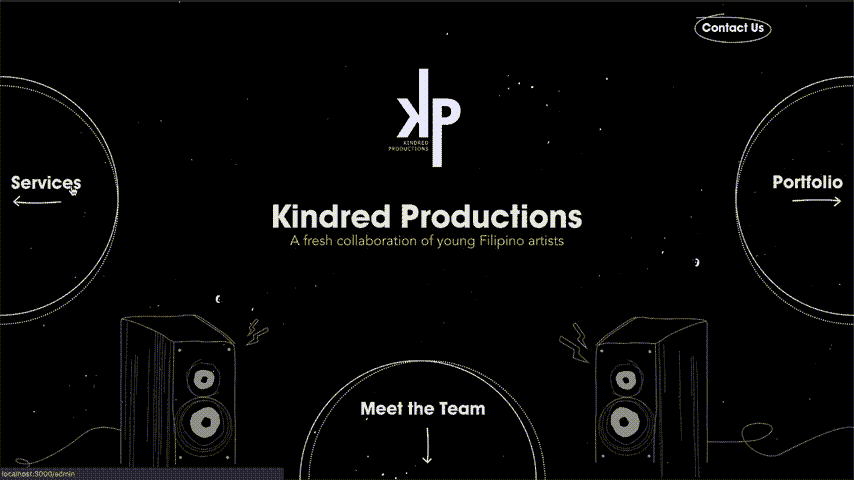 Contact Us
kp
KINDRED
PRODUCTIONS
Services
Portfolio
Kindred Productions
A fresh collaboration of young Filipino artists
Meet the Team
localhost:3000/admin